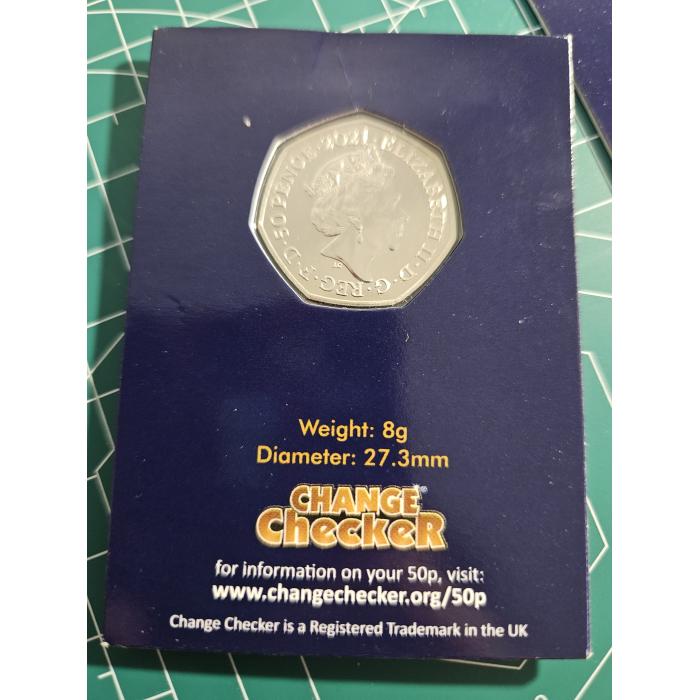 ELIZABETH II · D · G · REG · F · D · 50 PENCE · 2021
Weight: 8g
Diameter: 27.3mm
CHANGE
CHecKeR
for information on your 50p, visit:
www.changechecker.org/50p
Change Checker is a Registered Trademark in the UK